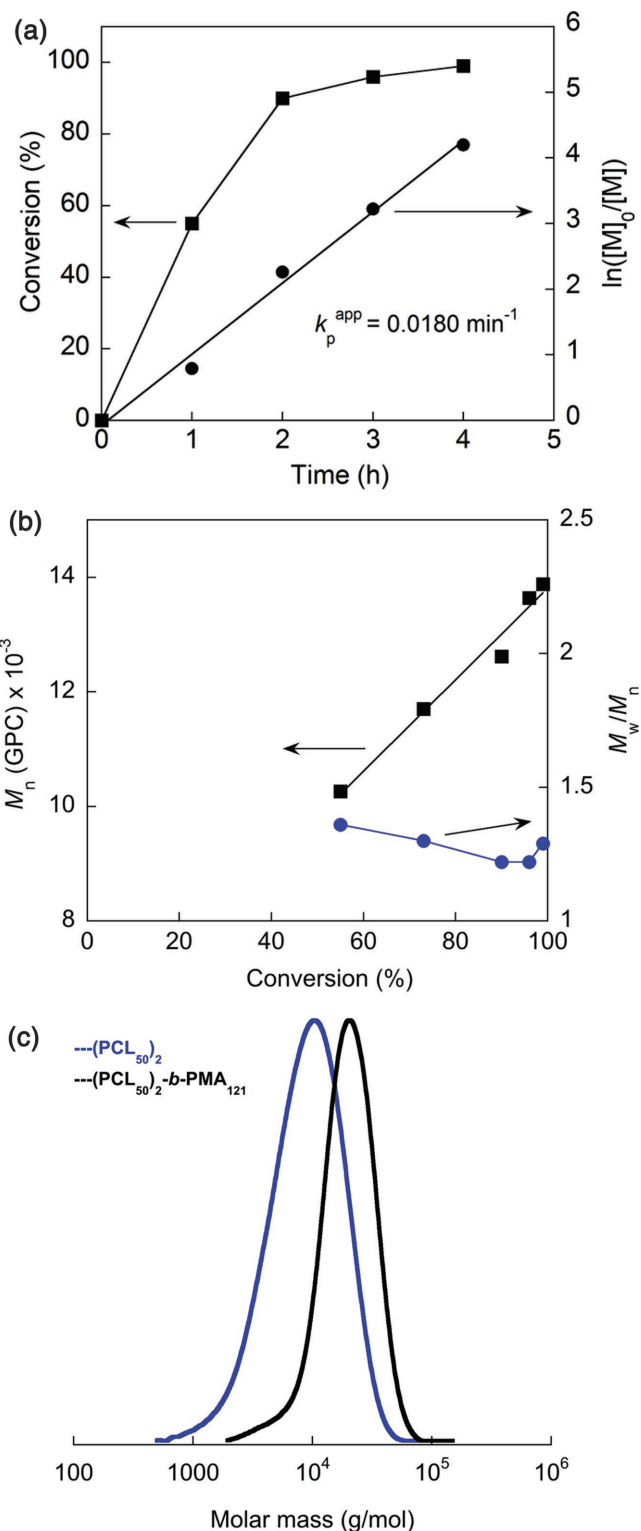 (a)
100
80
60
40
20
0
Conversion (%)
6
5
4
3
2
1
0
ln([M]₀/[M])
kₚᵃᵖᵖ = 0.0180 min⁻¹
0 1 2 3 4 5
Time (h)
(b)
14
12
10
8
Mₙ (GPC) x 10⁻³
2.5
2
1.5
1
M_w/Mₙ
0 20 40 60 80 100
Conversion (%)
(c)
---(PCL₅₀)₂
---(PCL₅₀)₂-b-PMA₁₂₁
100 1000 10⁴ 10⁵ 10⁶
Molar mass (g/mol)